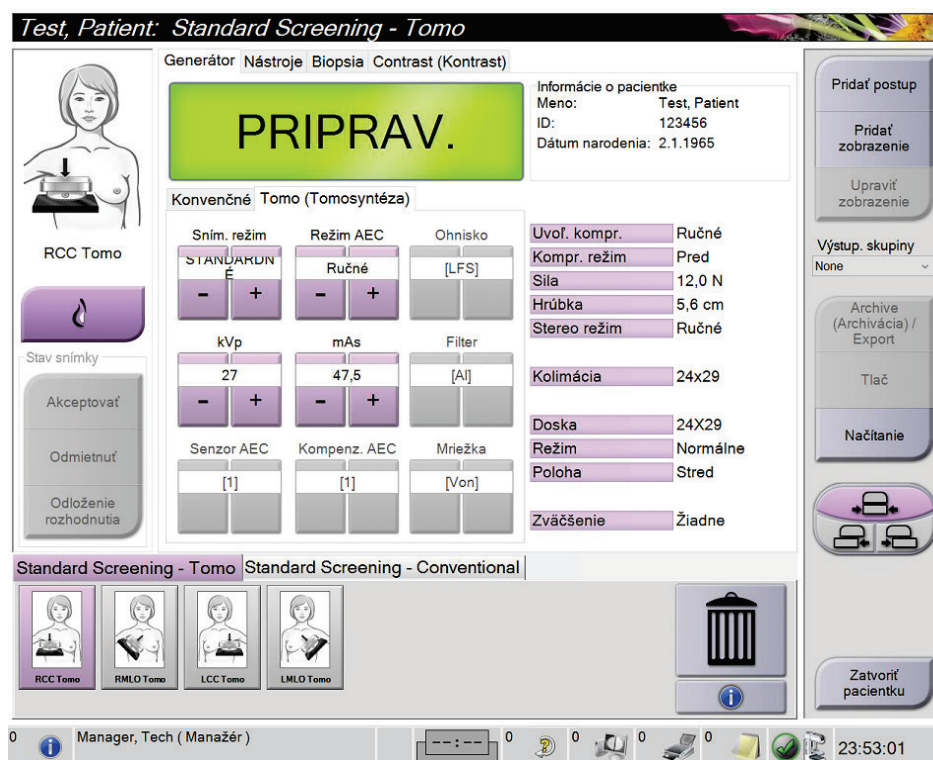 Test, Patient: Standard Screening - Tomo
Generátor Nástroje Biopsia Contrast (Kontrast)
PRIPRAV.
Informácie o pacientke
Meno: Test, Patient
ID: 123456
Dátum narodenia: 2.1.1965
RCC Tomo
Stav snímky
Akceptovať
Odmietnuť
Odloženie
rozhodnutia
Konvenčné Tomo (Tomosyntéza)
Sním. režim Režim AEC Ohnisko
STANDARDN
É
Ručné [LFS]
- + - +
kVp mAs Filter
27 47,5 [Al]
- + - +
Senzor AEC Kompenz. AEC Mriežka
[1] [1] [Von]
Uvoľ. kompr. Ručné
Kompr. režim Pred
Sila 12,0 N
Hrúbka 5,6 cm
Stereo režim Ručné
Kolimácia 24x29
Doska 24X29
Režim Normálne
Poloha Stred
Zväčšenie Žiadne
Pridať postup
Pridať
zobrazenie
Upraviť
zobrazenie
Výstup. skupiny
None
Archive
(Archivácia) /
Export
Tlač
Načítanie
Standard Screening - Tomo Standard Screening - Conventional
RCC Tomo RMLO Tomo LCC Tomo LMLO Tomo
Zatvoriť
pacientku
0 Manager, Tech ( Manažér ) --:-- 0 0 0 0 23:53:01